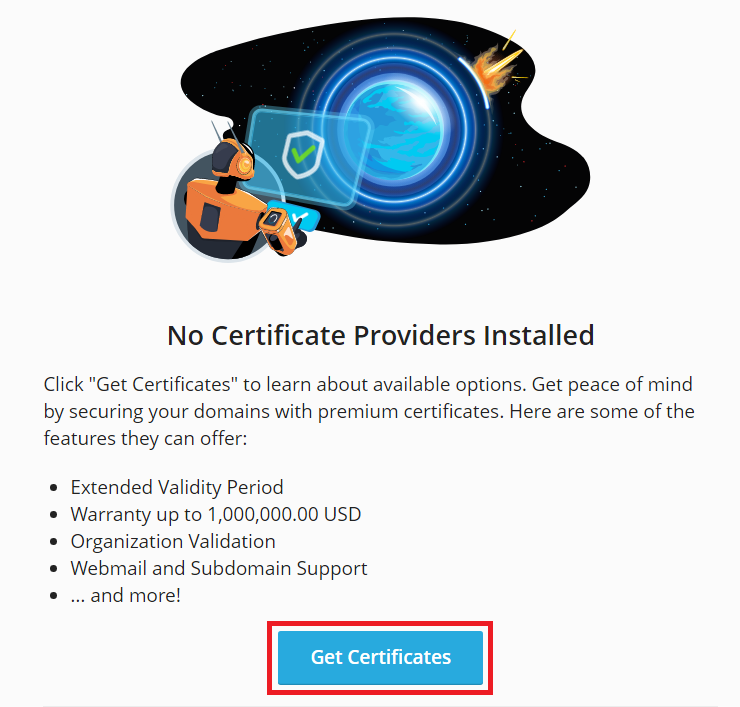 No Certificate Providers Installed
Click "Get Certificates" to learn about available options. Get peace of mind
by securing your domains with premium certificates. Here are some of the
features they can offer:
• Extended Validity Period
• Warranty up to 1,000,000.00 USD
• Organization Validation
• Webmail and Subdomain Support
• ... and more!
Get Certificates